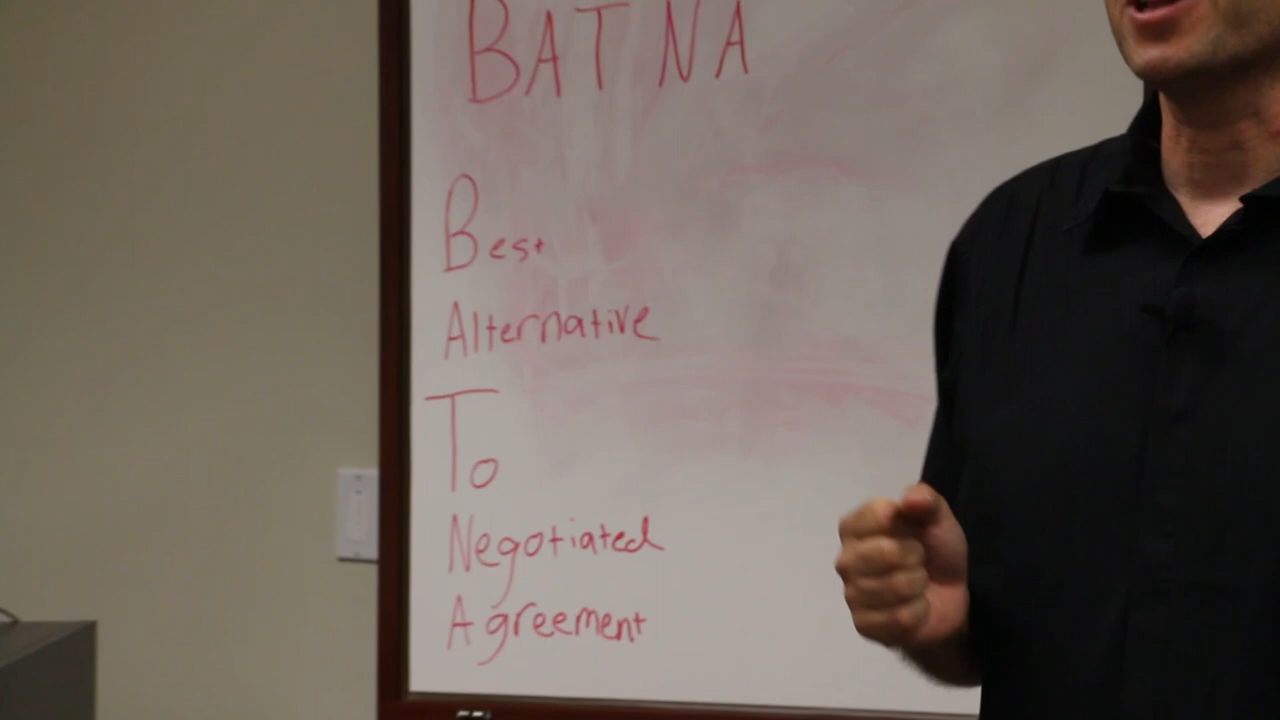 BATNA
Best
Alternative
To
Negotiated
Agreement